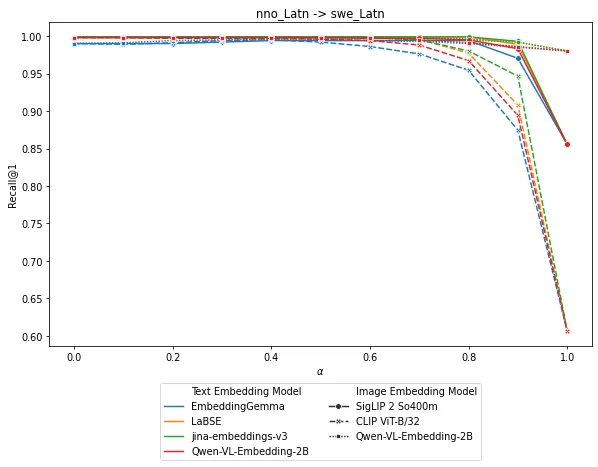 nno_Latn -> swe_Latn
Recall@1
1.00
0.95
0.90
0.85
0.80
0.75
0.70
0.65
0.60
0.0 0.2 0.4 0.6 0.8 1.0
α
Text Embedding Model Image Embedding Model
EmbeddingGemma SigLIP 2 So400m
LaBSE CLIP ViT-B/32
jina-embeddings-v3 Qwen-VL-Embedding-2B
Qwen-VL-Embedding-2B